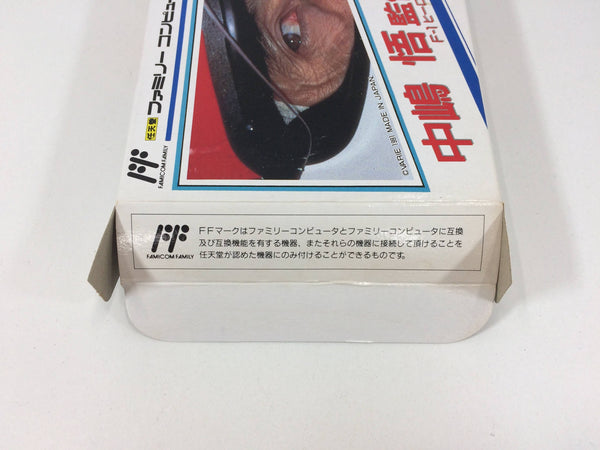 任天堂 ファミリー コンピュ
FF
FAMICOM FAMILY
©VARIE '88 MADE IN JAPAN.
中嶋 悟 監
F-1 ヒーロ
FF
FAMICOM FAMILY
FFマークはファミリーコンピュータとファミリーコンピュータに互換
及び互換機能を有する機器、またそれらの機器に接続して頂けることを
任天堂が認めた機器にのみ付けることができるものです。